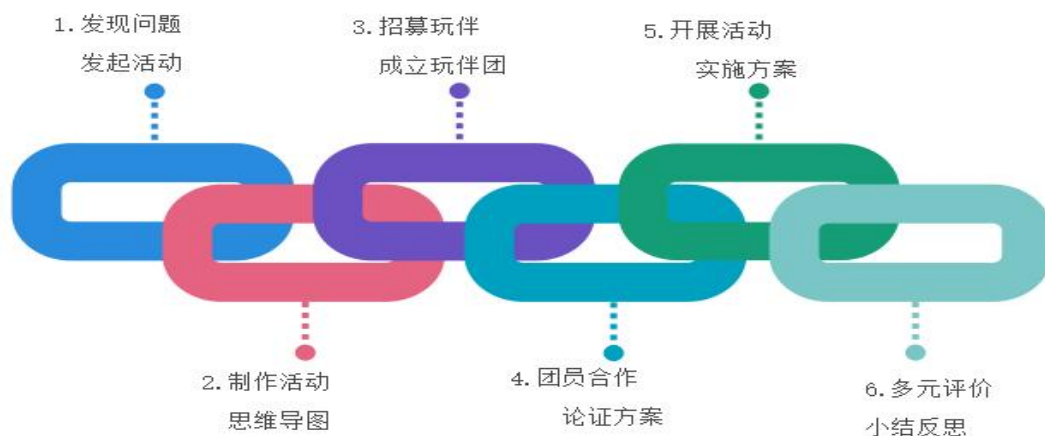 1.发现问题
发起活动
2.制作活动
思维导图
3.招募玩伴
成立玩伴团
4.团员合作
论证方案
5.开展活动
实施方案
6.多元评价
小结反思